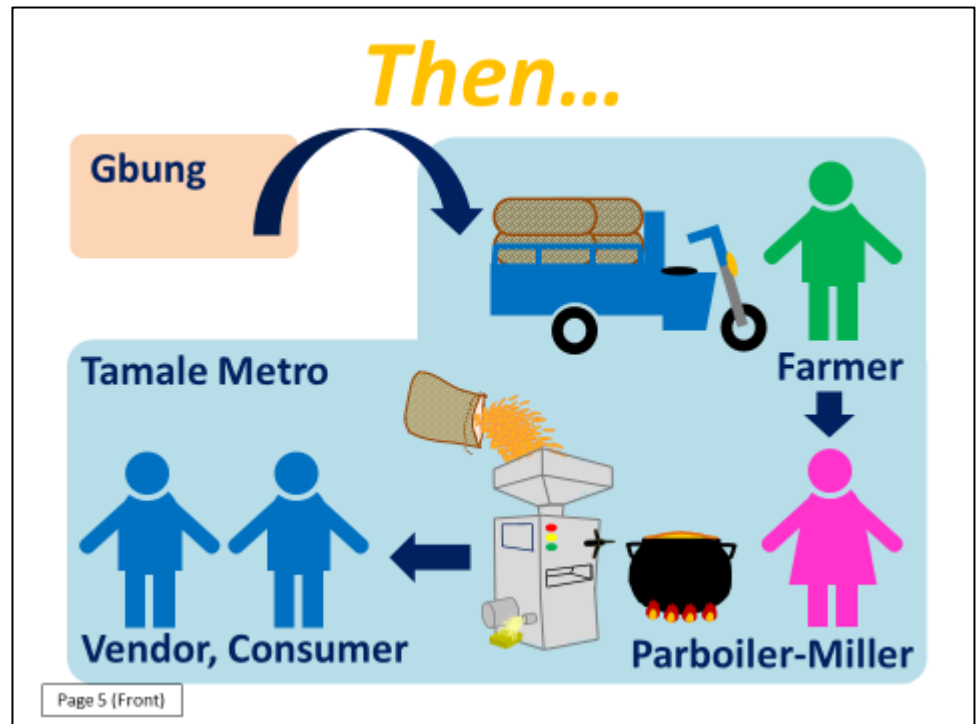 Then...
Gbung
Farmer
Tamale Metro
Vendor, Consumer
Parboiler-Miller
Page 5 (Front)